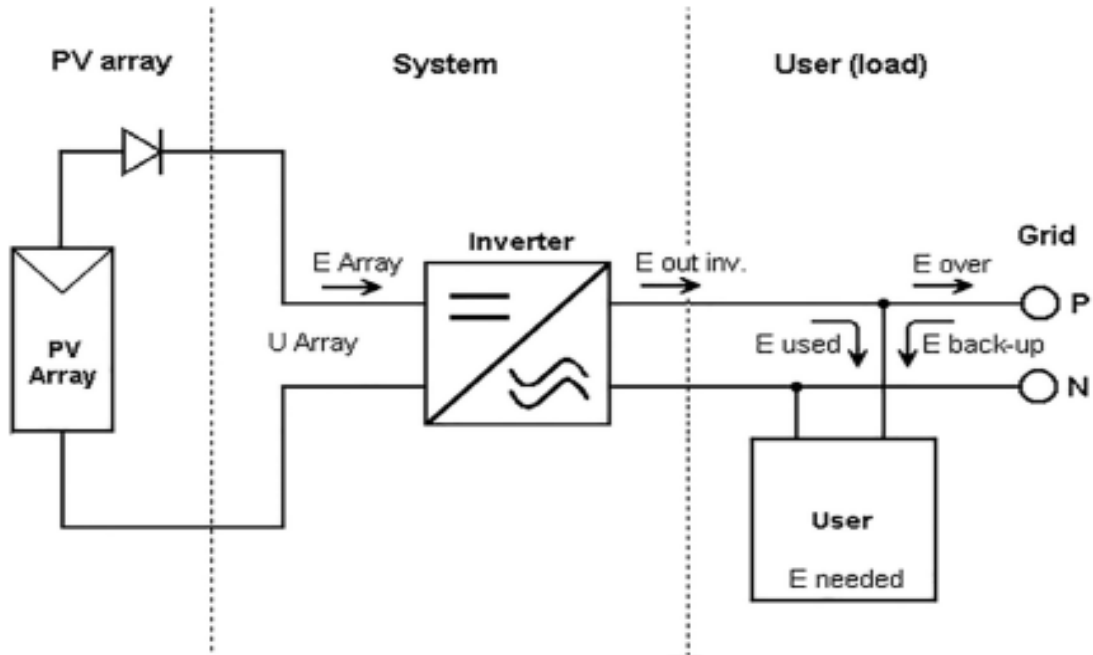 PV array
System
User (load)
Inverter
Grid
E Array
E out inv.
E over
P
U Array
E used
E back-up
PV
Array
N
User
E needed